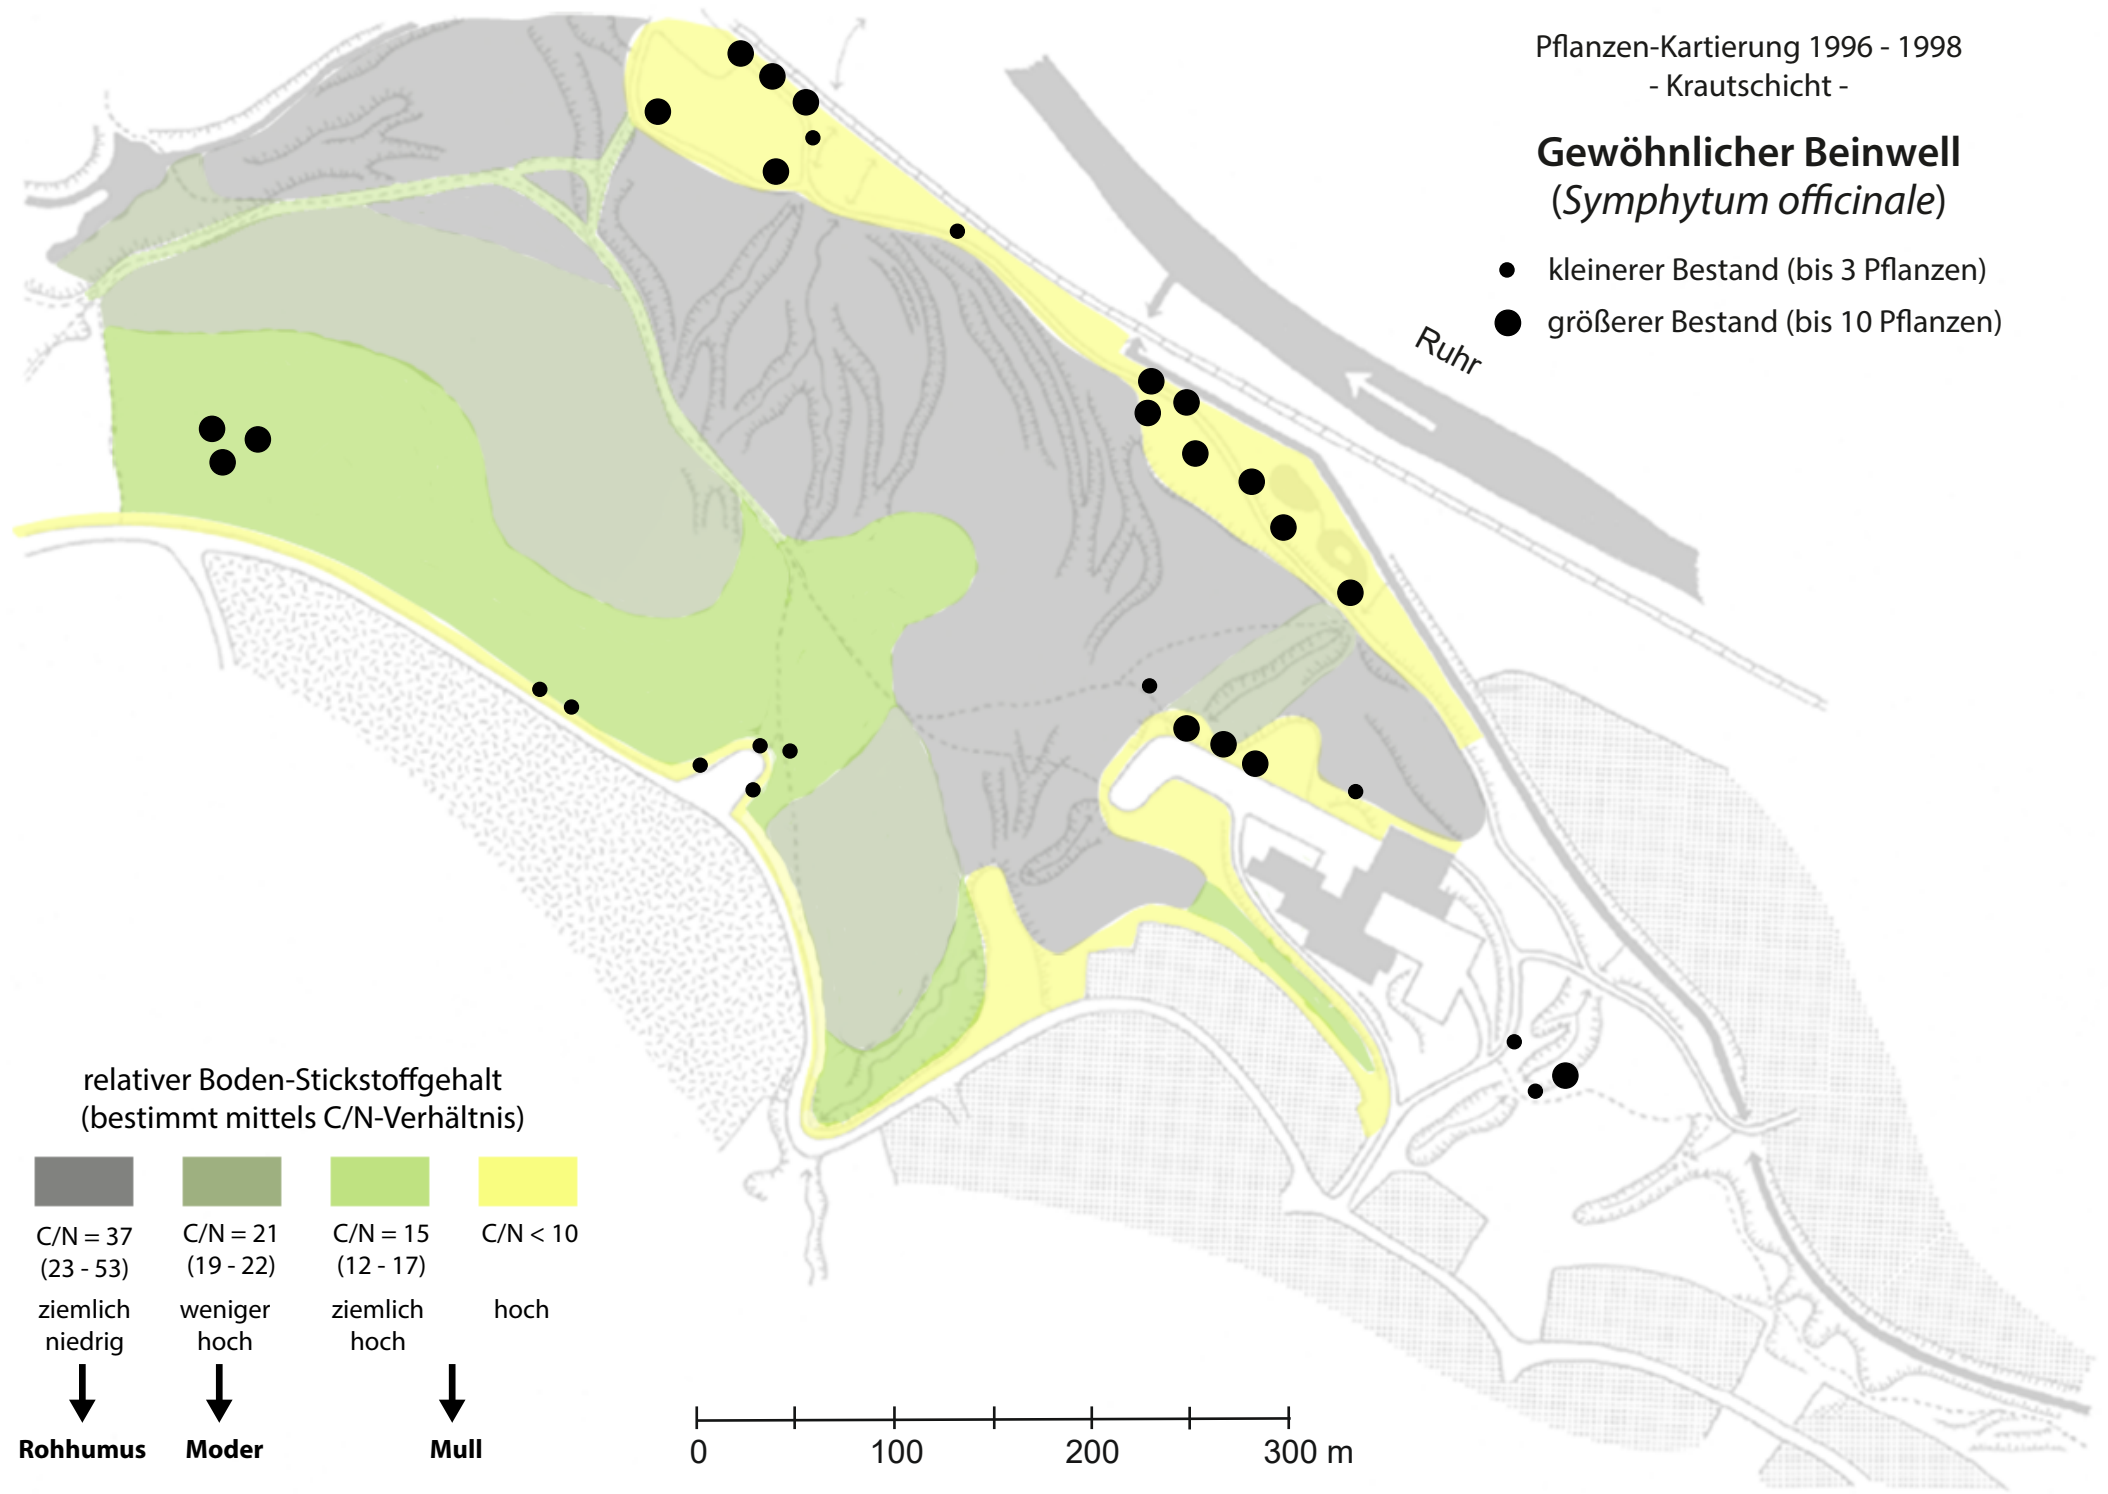 Pflanzen-Kartierung 1996 - 1998
- Krautschicht -
Gewöhnlicher Beinwell
(Symphytum officinale)
kleinerer Bestand (bis 3 Pflanzen)
größerer Bestand (bis 10 Pflanzen)
Ruhr
relativer Boden-Stickstoffgehalt
(bestimmt mittels C/N-Verhältnis)
C/N = 37 C/N = 21 C/N = 15 C/N < 10
(23 - 53) (19 - 22) (12 - 17)
ziemlich weniger ziemlich hoch
niedrig hoch hoch
Rohhumus Moder Mull
0 100 200 300 m